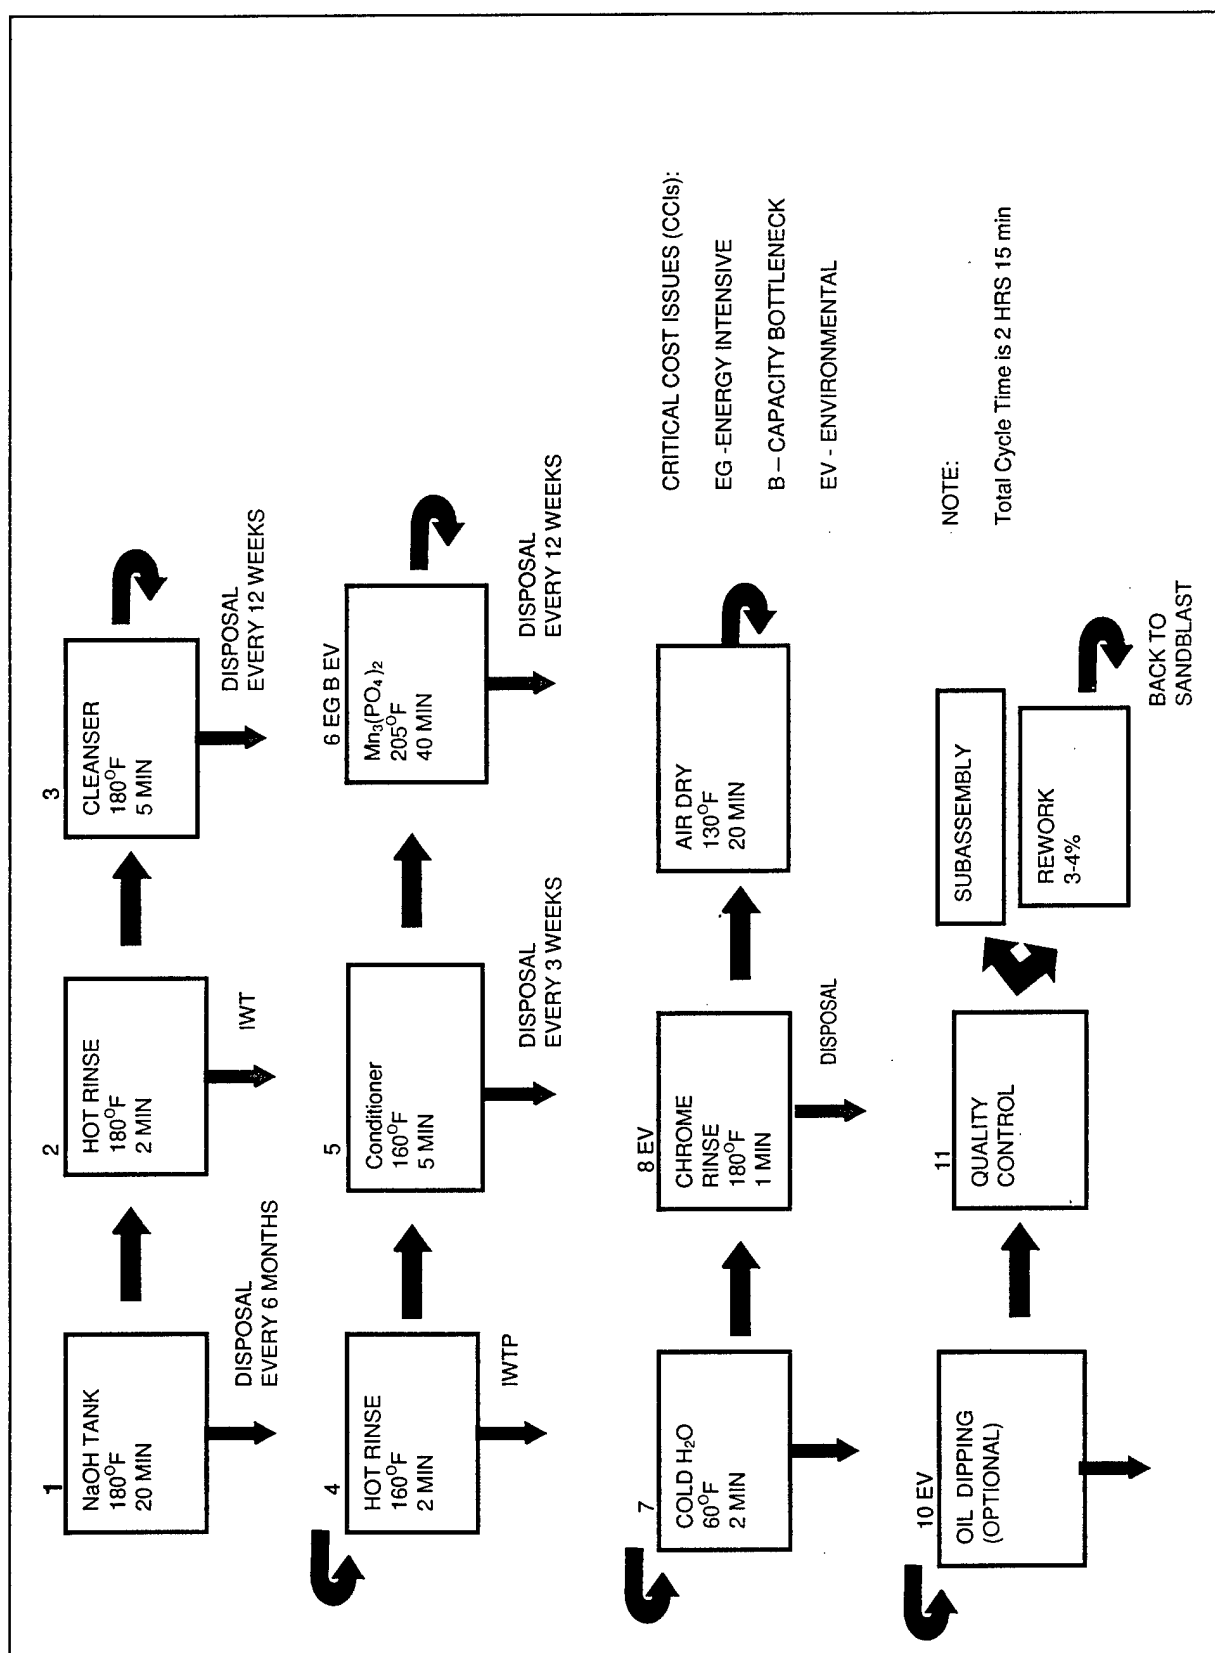 1
NaOH TANK
180°F
20 MIN
DISPOSAL
EVERY 6 MONTHS
2
HOT RINSE
180°F
2 MIN
IWT
3
CLEANSER
180°F
5 MIN
DISPOSAL
EVERY 12 WEEKS
4
HOT RINSE
160°F
2 MIN
IWTP
5
Conditioner
160°F
5 MIN
DISPOSAL
EVERY 3 WEEKS
6 EG B EV
Mn₃(PO₄)₂
205°F
40 MIN
DISPOSAL
EVERY 12 WEEKS
7
COLD H₂O
60°F
2 MIN
8 EV
CHROME
RINSE
180°F
1 MIN
DISPOSAL
AIR DRY
130°F
20 MIN
10 EV
OIL DIPPING
(OPTIONAL)
11
QUALITY
CONTROL
SUBASSEMBLY
REWORK
3-4%
BACK TO
SANDBLAST
CRITICAL COST ISSUES (CCIs):
EG -ENERGY INTENSIVE
B – CAPACITY BOTTLENECK
EV - ENVIRONMENTAL
NOTE:
Total Cycle Time is 2 HRS 15 min